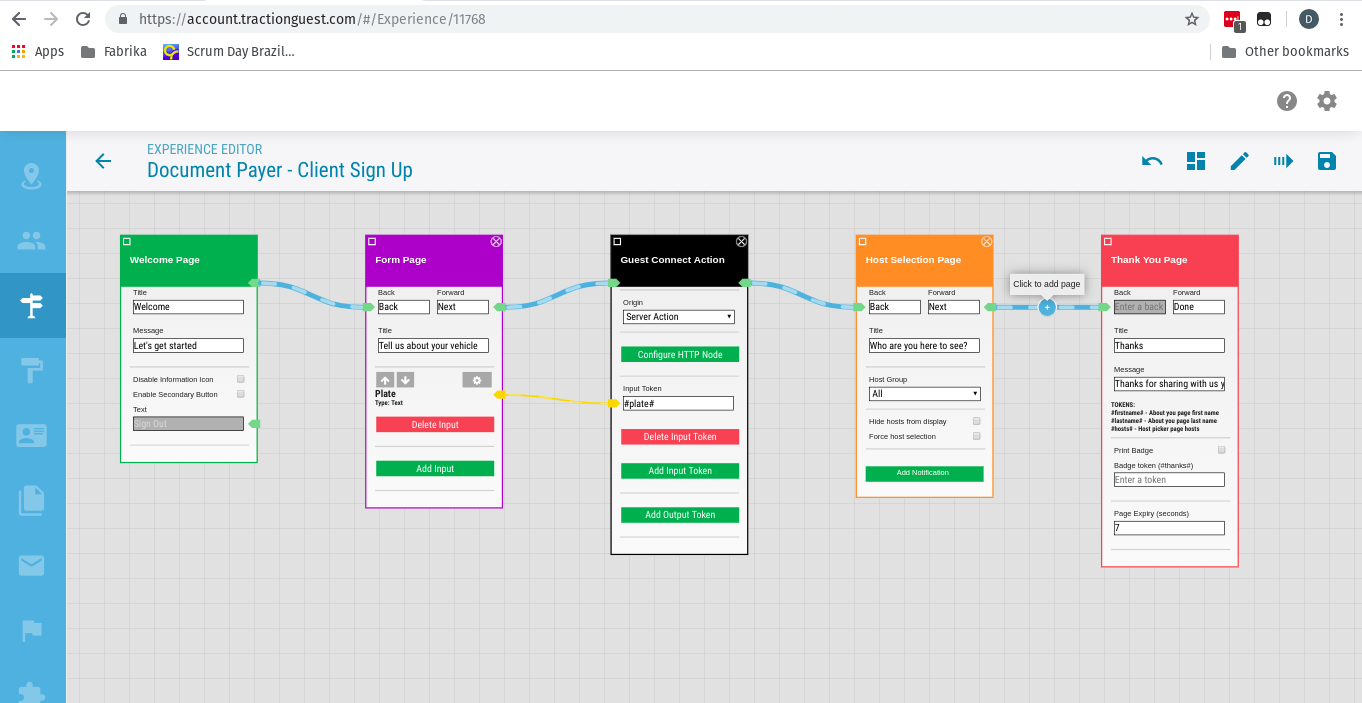 https://account.tractionguest.com/#/Experience/11768
1
D
Apps
Fabrika
Scrum Day Brazil...
Other bookmarks
EXPERIENCE EDITOR
Document Payer - Client Sign Up
Welcome Page
Title
Welcome
Message
Let's get started
Disable Information Icon
Enable Secondary Button
Text
Sign Out
Form Page
Back
Forward
Back
Next
Title
Tell us about your vehicle
Plate
Type: Text
Delete Input
Add Input
Guest Connect Action
Origin
Server Action
Configure HTTP Node
Input Token
#plate#
Delete Input Token
Add Input Token
Add Output Token
Host Selection Page
Back
Forward
Back
Next
Title
Who are you here to see?
Host Group
All
Hide hosts from display
Force host selection
Add Notification
Click to add page
+
Thank You Page
Back
Forward
Enter a back
Done
Title
Thanks
Message
Thanks for sharing with us y
TOKENS:
#firstname# - About you page first name
#lastname# - About you page last name
#hosts# - Host picker page hosts
Print Badge
Badge token (#thanks#)
Enter a token
Page Expiry (seconds)
7